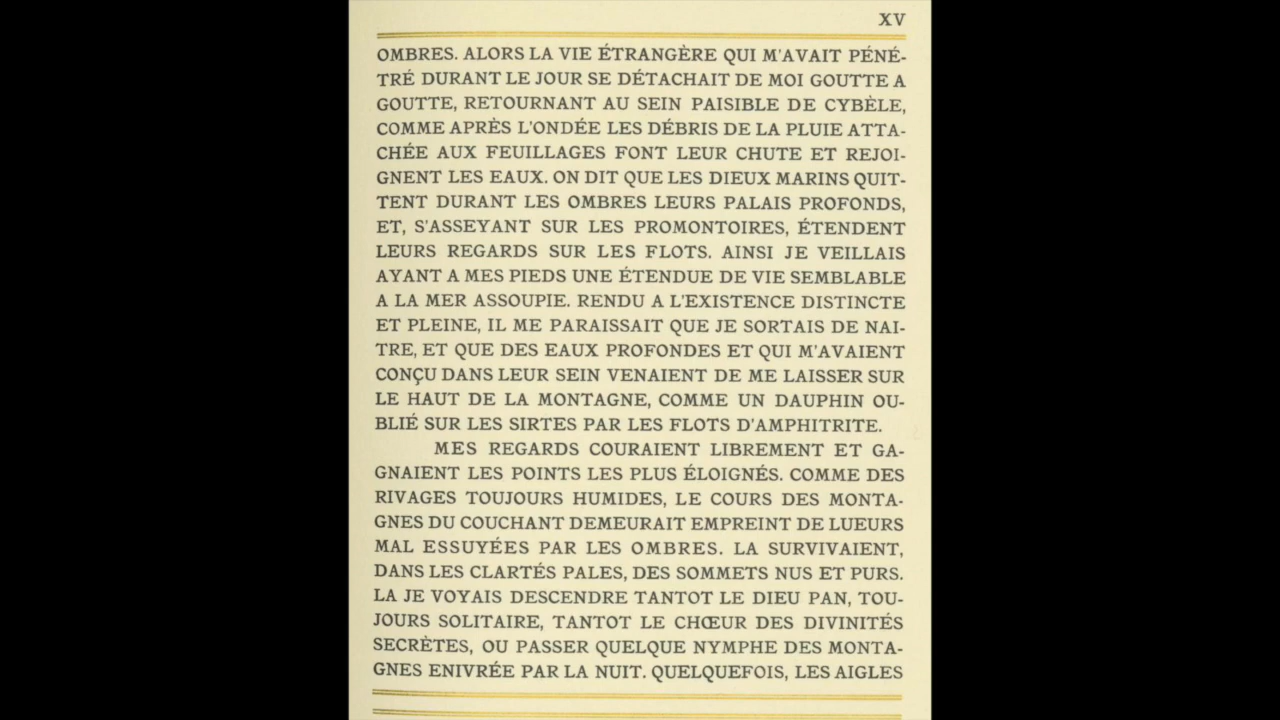 XV
OMBRES. ALORS LA VIE ÉTRANGÈRE QUI M'AVAIT PÉNÉ-
TRÉ DURANT LE JOUR SE DÉTACHAIT DE MOI GOUTTE A
GOUTTE, RETOURNANT AU SEIN PAISIBLE DE CYBÈLE,
COMME APRÈS L'ONDÉE LES DÉBRIS DE LA PLUIE ATTA-
CHÉE AUX FEUILLAGES FONT LEUR CHUTE ET REJOI-
GNENT LES EAUX. ON DIT QUE LES DIEUX MARINS QUIT-
TENT DURANT LES OMBRES LEURS PALAIS PROFONDS,
ET, S'ASSEYANT SUR LES PROMONTOIRES, ÉTENDENT
LEURS REGARDS SUR LES FLOTS. AINSI JE VEILLAIS
AYANT A MES PIEDS UNE ÉTENDUE DE VIE SEMBLABLE
A LA MER ASSOUPIE. RENDU A L'EXISTENCE DISTINCTE
ET PLEINE, IL ME PARAISSAIT QUE JE SORTAIS DE NAI-
TRE, ET QUE DES EAUX PROFONDES ET QUI M'AVAIENT
CONÇU DANS LEUR SEIN VENAIENT DE ME LAISSER SUR
LE HAUT DE LA MONTAGNE, COMME UN DAUPHIN OU-
BLIÉ SUR LES SIRTES PAR LES FLOTS D'AMPHITRITE.
MES REGARDS COURAIENT LIBREMENT ET GA-
GNAIENT LES POINTS LES PLUS ÉLOIGNÉS. COMME DES
RIVAGES TOUJOURS HUMIDES, LE COURS DES MONTA-
GNES DU COUCHANT DEMEURAIT EMPREINT DE LUEURS
MAL ESSUYÉES PAR LES OMBRES. LA SURVIVAIENT,
DANS LES CLARTÉS PALES, DES SOMMETS NUS ET PURS.
LA JE VOYAIS DESCENDRE TANTOT LE DIEU PAN, TOU-
JOURS SOLITAIRE, TANTOT LE CHŒUR DES DIVINITÉS
SECRÈTES, OU PASSER QUELQUE NYMPHE DES MONTA-
GNES ENIVRÉE PAR LA NUIT. QUELQUEFOIS, LES AIGLES